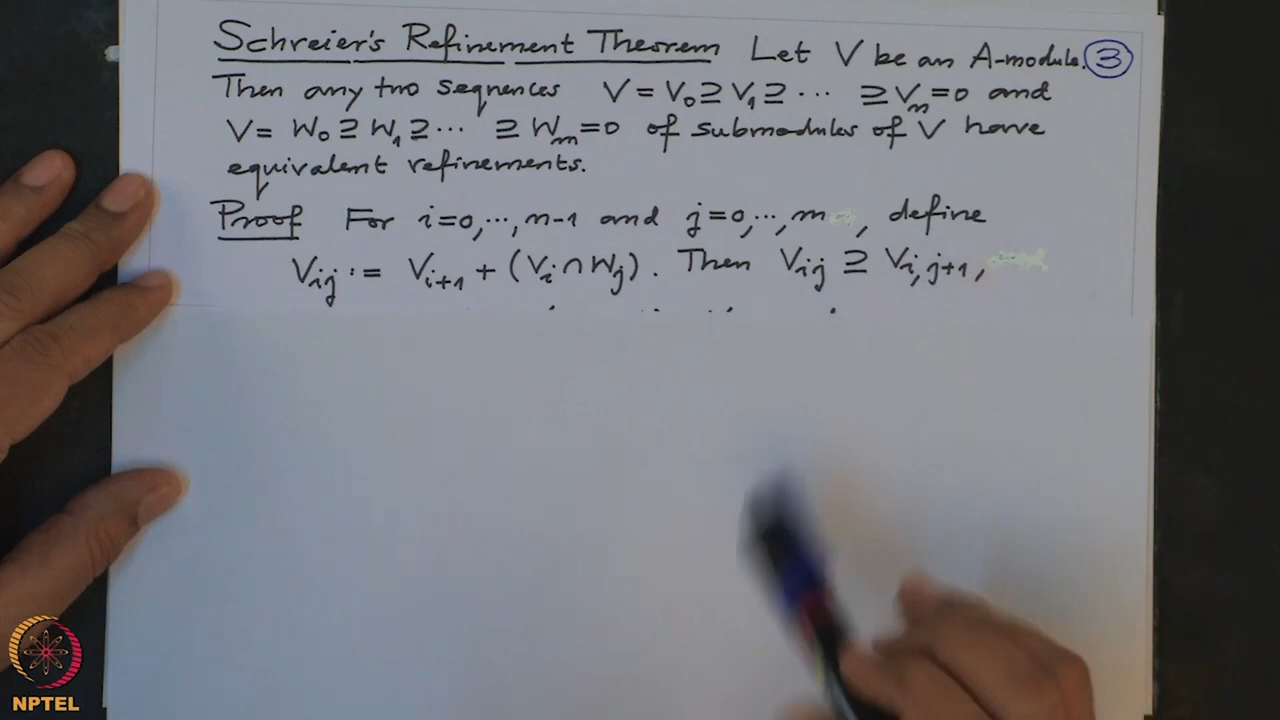 Schreier's Refinement Theorem Let V be an A-module. 3
Then any two sequences V = V₀ ⊇ V₁ ⊇ ⋯ ⊇ Vₘ = 0 and
V = W₀ ⊇ W₁ ⊇ ⋯ ⊇ Wₘ = 0 of submodules of V have
equivalent refinements.
Proof For i=0,⋯,n-1 and j=0,⋯,m, define
Vᵢⱼ := Vᵢ₊₁ + (Vᵢ ∩ Wⱼ). Then Vᵢⱼ ⊇ Vᵢ,ⱼ₊₁,
NPTEL